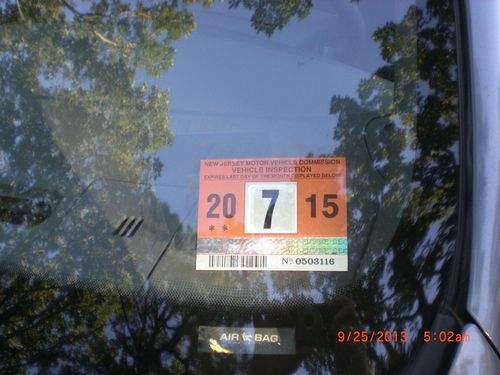 NEW JERSEY MOTOR VEHICLE COMMISSION
VEHICLE INSPECTION
EXPIRES LAST DAY OF THE MONTH DISPLAYED BELOW
20 7 15
* *
Nº 0503116
AIR BAG
9/25/2013 5:02am